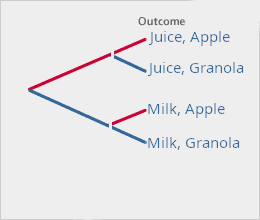 Outcome
Juice, Apple
Juice, Granola
Milk, Apple
Milk, Granola